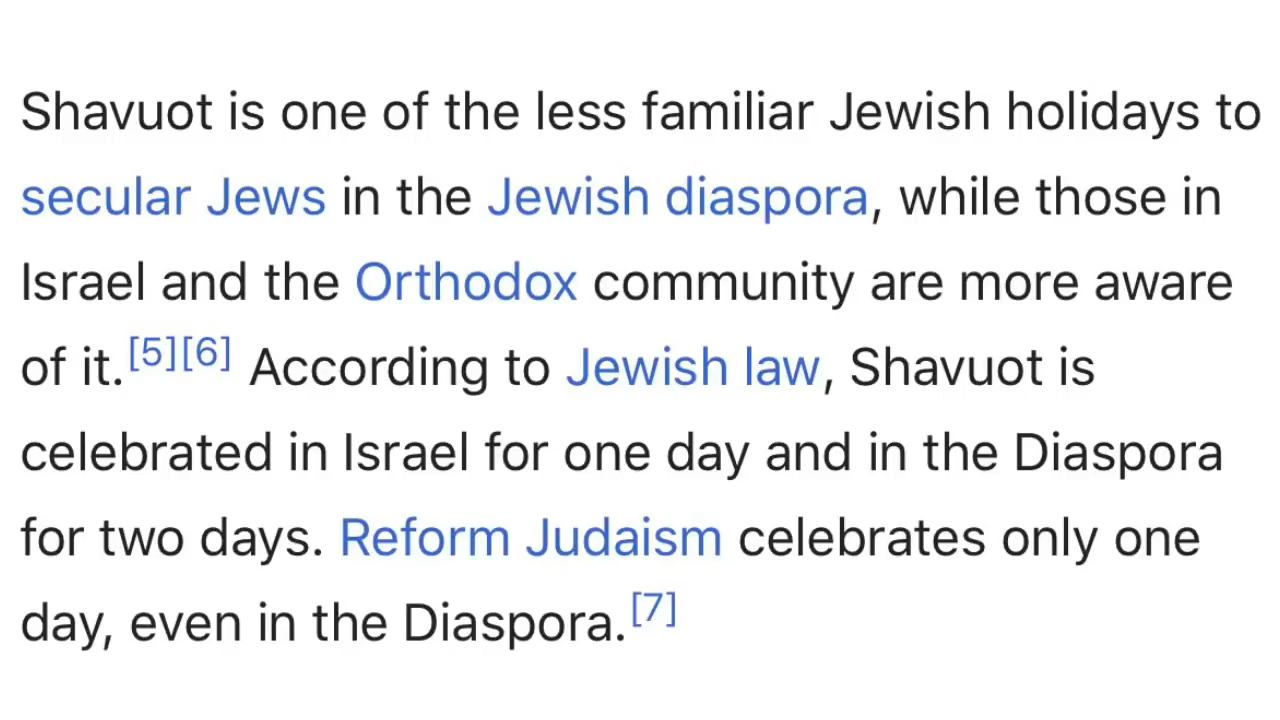 Shavuot is one of the less familiar Jewish holidays to
secular Jews in the Jewish diaspora, while those in
Israel and the Orthodox community are more aware
of it.[5][6] According to Jewish law, Shavuot is
celebrated in Israel for one day and in the Diaspora
for two days. Reform Judaism celebrates only one
day, even in the Diaspora.[7]